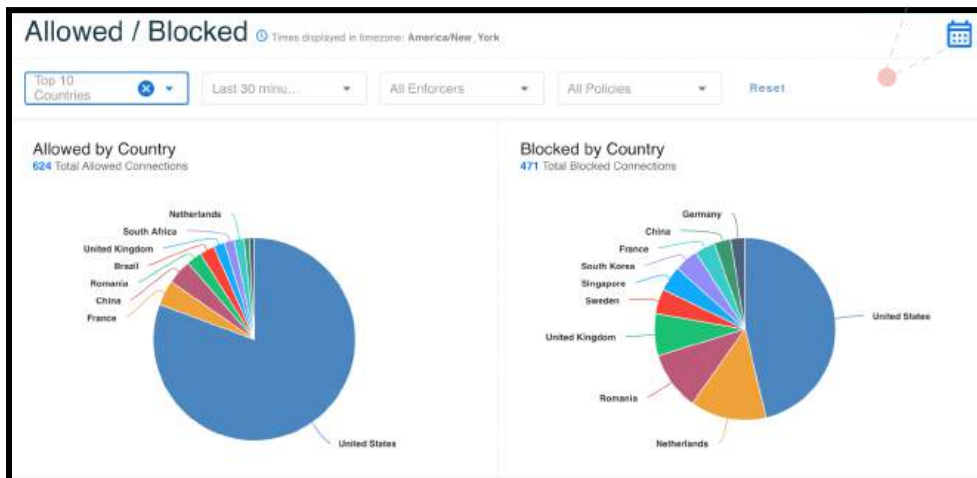 Allowed / Blocked Times displayed in timezone: America/New_York
Top 10
Countries
Last 30 minu...
All Enforcers
All Policies
Reset
Allowed by Country
624 Total Allowed Connections
Netherlands
South Africa
United Kingdom
Brazil
Romania
China
France
United States
Blocked by Country
471 Total Blocked Connections
Germany
China
France
South Korea
Singapore
Sweden
United Kingdom
Romania
Netherlands
United States